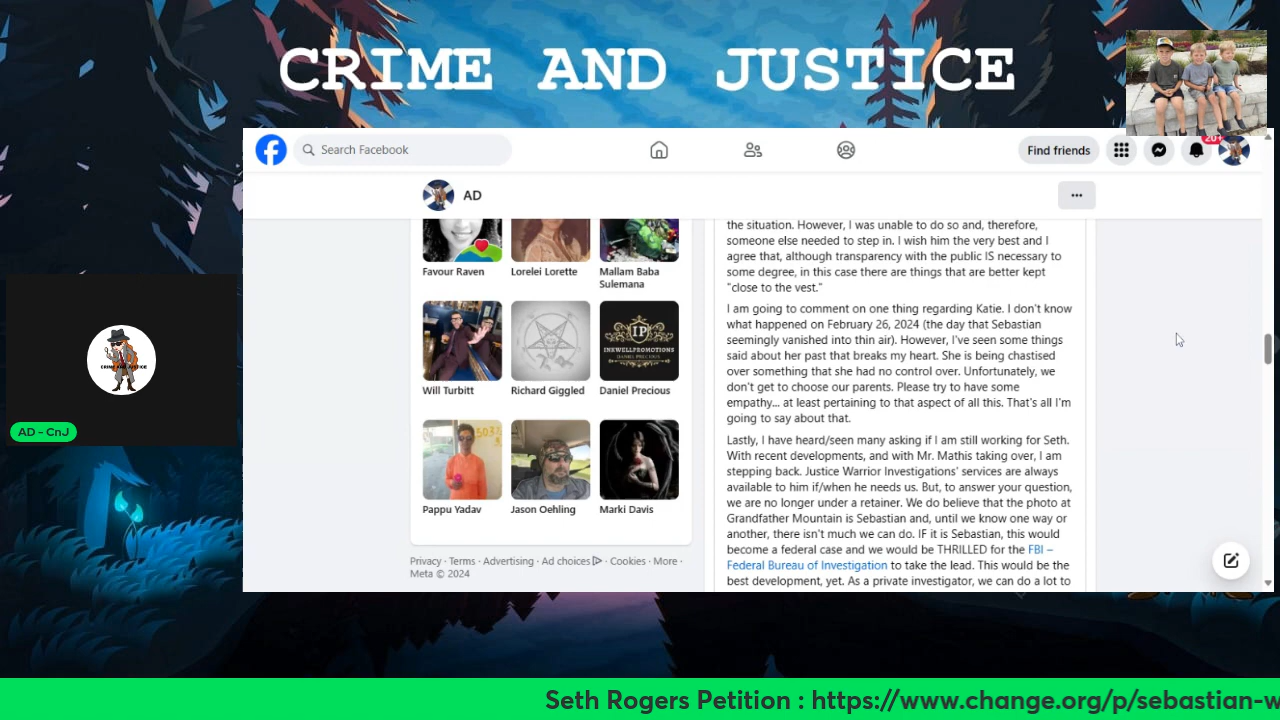 CRIME AND JUSTICE
Search Facebook
Find friends
20+
AD
Favour Raven
Lorelei Lorette
Mallam Baba
Sulemana
IP
INKWELLPROMOTIONS
DANIEL PRECIOUS
Will Turbitt
Richard Giggled
Daniel Precious
Pappu Yadav
Jason Oehling
Marki Davis
Privacy · Terms · Advertising · Ad choices · Cookies · More ·
Meta © 2024
the situation. However, I was unable to do so and, therefore,
someone else needed to step in. I wish him the very best and I
agree that, although transparency with the public IS necessary to
some degree, in this case there are things that are better kept
"close to the vest."
I am going to comment on one thing regarding Katie. I don't know
what happened on February 26, 2024 (the day that Sebastian
seemingly vanished into thin air). However, I've seen some things
said about her past that breaks my heart. She is being chastised
over something that she had no control over. Unfortunately, we
don't get to choose our parents. Please try to have some
empathy... at least pertaining to that aspect of all this. That's all I'm
going to say about that.
Lastly, I have heard/seen many asking if I am still working for Seth.
With recent developments, and with Mr. Mathis taking over, I am
stepping back. Justice Warrior Investigations' services are always
available to him if/when he needs us. But, to answer your question,
we are no longer under a retainer. We do believe that the photo at
Grandfather Mountain is Sebastian and, until we know one way or
another, there isn't much we can do. IF it is Sebastian, this would
become a federal case and we would be THRILLED for the FBI –
Federal Bureau of Investigation to take the lead. This would be the
best development, yet. As a private investigator, we can do a lot to
CRIME AND JUSTICE
AD - CnJ
Seth Rogers Petition : https://www.change.org/p/sebastian-w